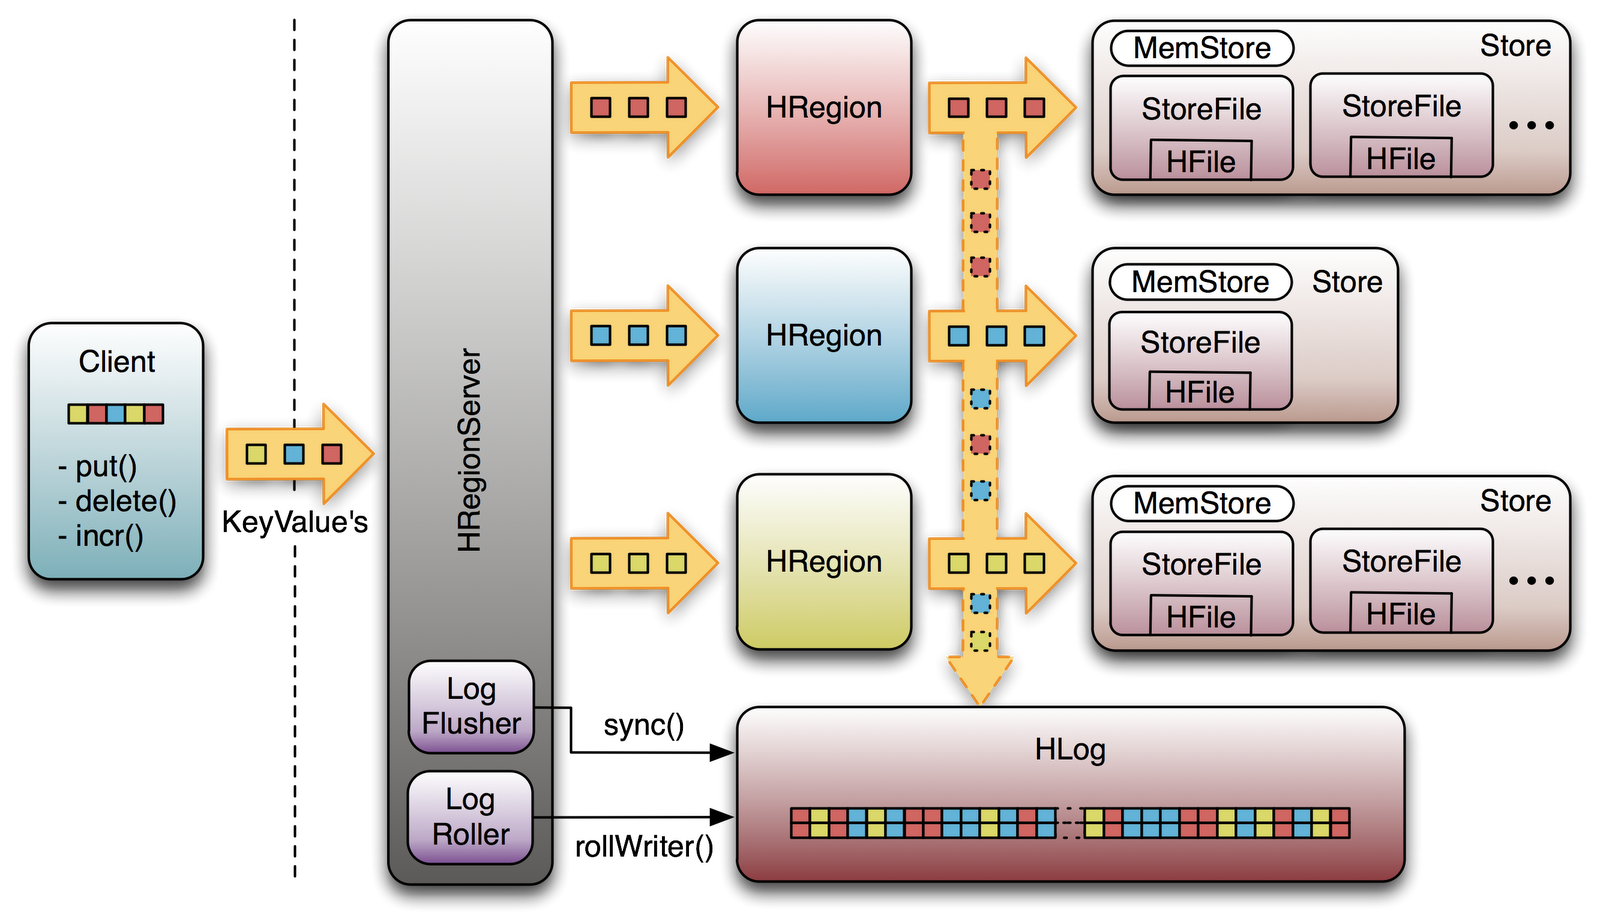 Client
- put()
- delete()
- incr()
KeyValue's
HRegionServer
Log
Flusher
Log
Roller
sync()
rollWriter()
HRegion
MemStore
Store
StoreFile
HFile
StoreFile
HFile
...
HRegion
MemStore
Store
StoreFile
HFile
HRegion
MemStore
Store
StoreFile
HFile
StoreFile
HFile
...
HLog